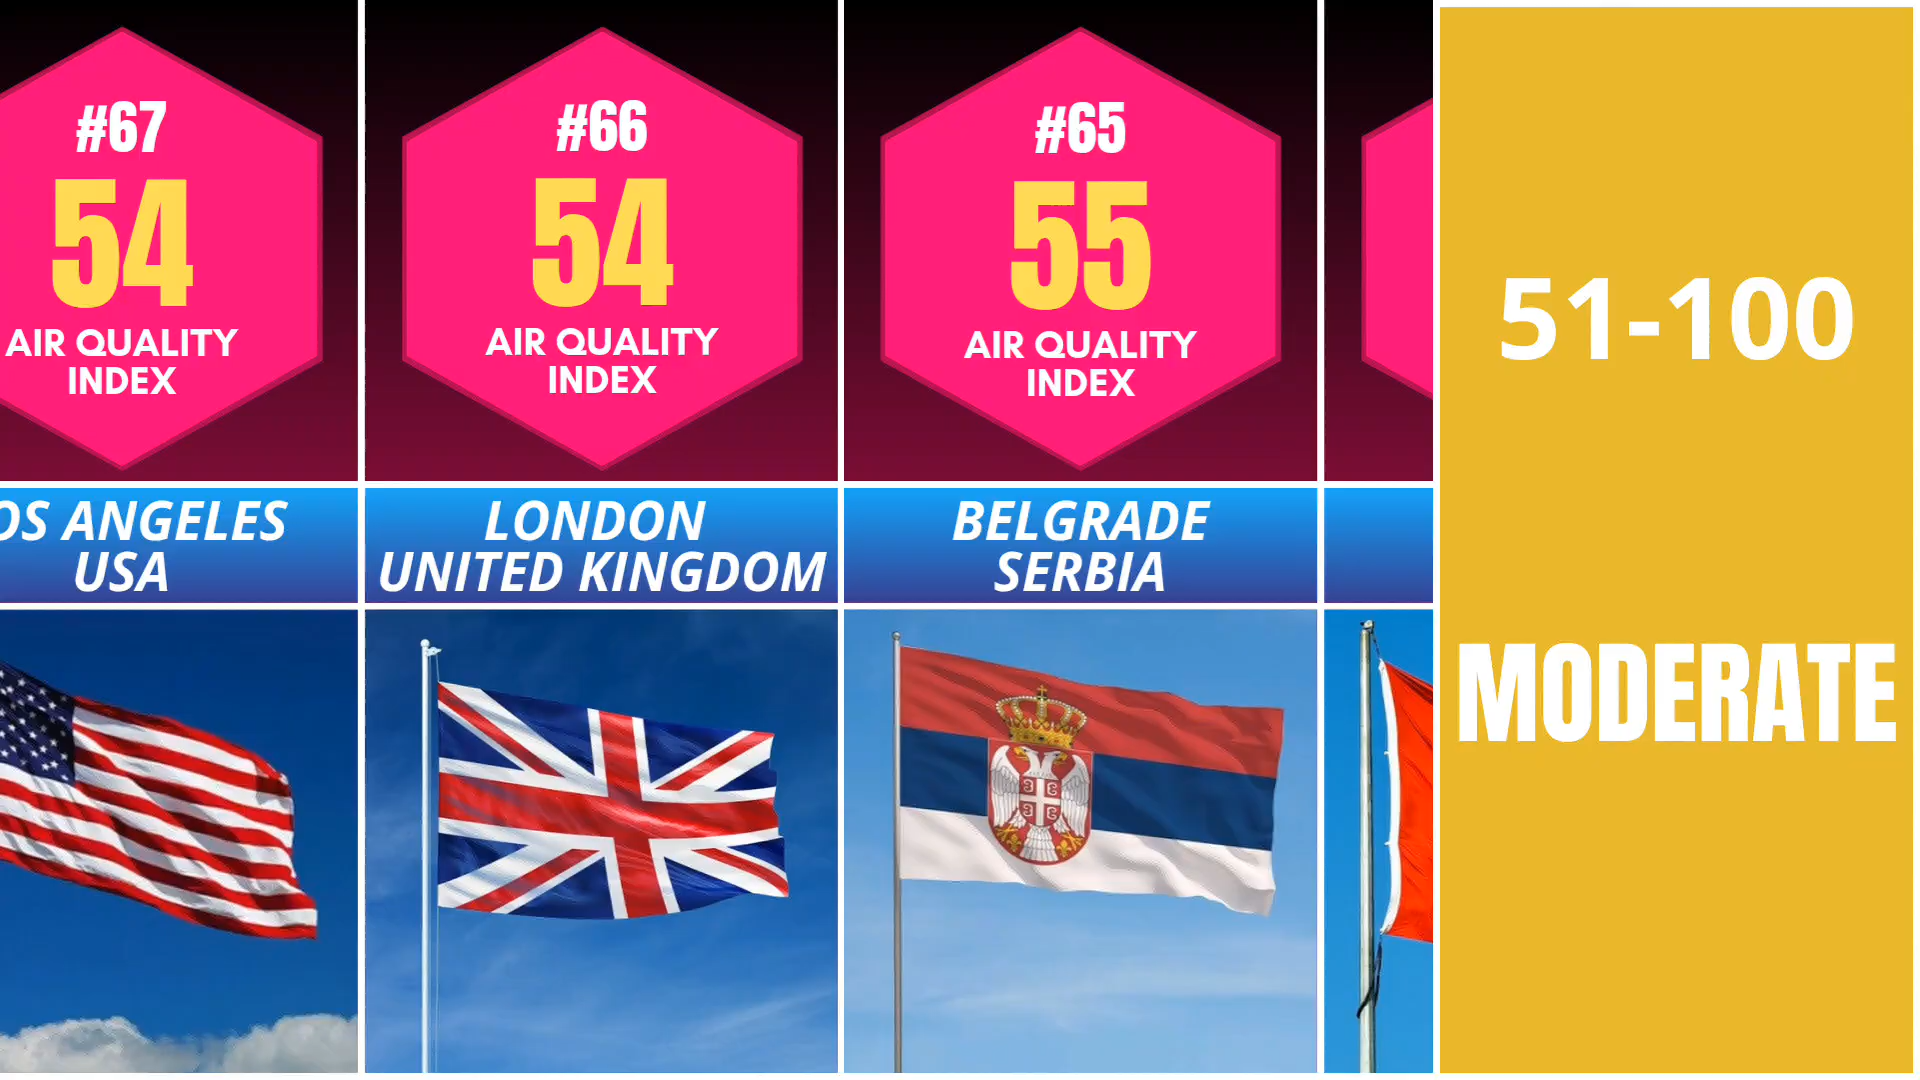 #67
54
AIR QUALITY
INDEX
OS ANGELES
USA
#66
54
AIR QUALITY
INDEX
LONDON
UNITED KINGDOM
#65
55
AIR QUALITY
INDEX
BELGRADE
SERBIA
51-100
MODERATE